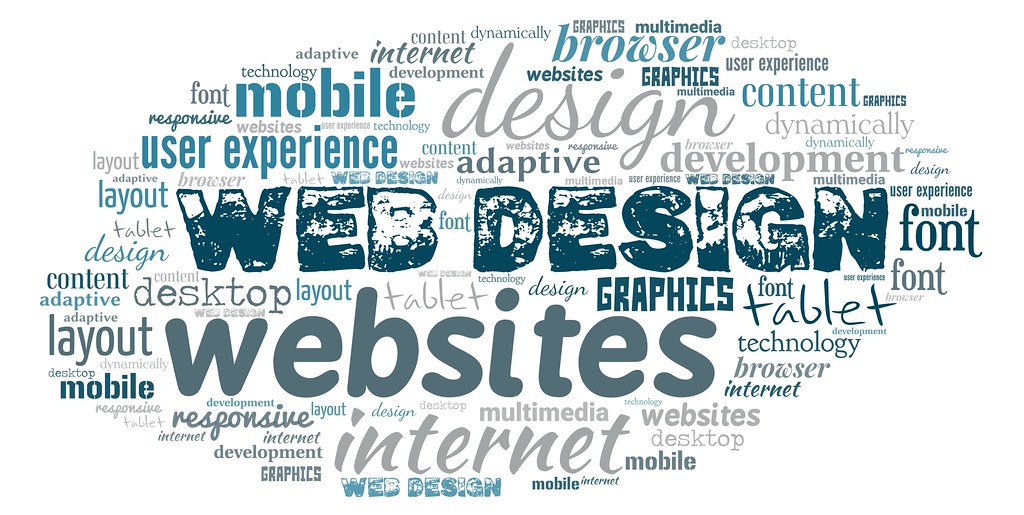 GRAPHICS multimedia
content dynamically browser desktop
adaptive internet user experience
technology development websites GRAPHICS
font mobile design multimedia content GRAPHICS
responsive websites user experience technology dynamically
layout user experience content websites responsive browser dynamically
websites adaptive development responsive
adaptive browser tablet WEB DESIGN dynamically multimedia user experience WEB DESIGN multimedia design
layout design user experience
tablet WEB DESIGN font mobile
design font
content content WEB DESIGN technology user experience font
adaptive desktop layout tablet design GRAPHICS font tablet browser
WEB DESIGN
adaptive
layout websites development
technology
dynamically browser
desktop
mobile internet
responsive development layout design desktop multimedia technology websites
tablet responsive
internet internet internet desktop
development mobile
GRAPHICS
WEB DESIGN mobile internet